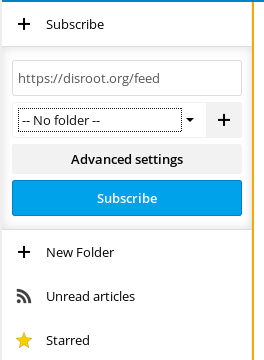 Subscribe
https://disroot.org/feed
-- No folder --
Advanced settings
Subscribe
New Folder
Unread articles
Starred